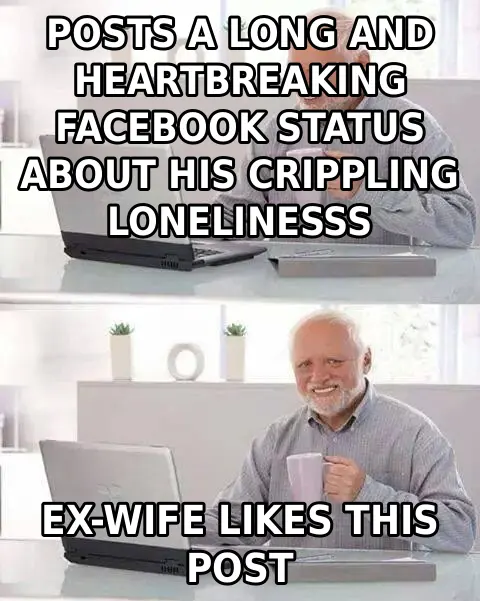 POSTS A LONG AND
HEARTBREAKING
FACEBOOK STATUS
ABOUT HIS CRIPPLING
LONELINESSS
EX-WIFE LIKES THIS
POST